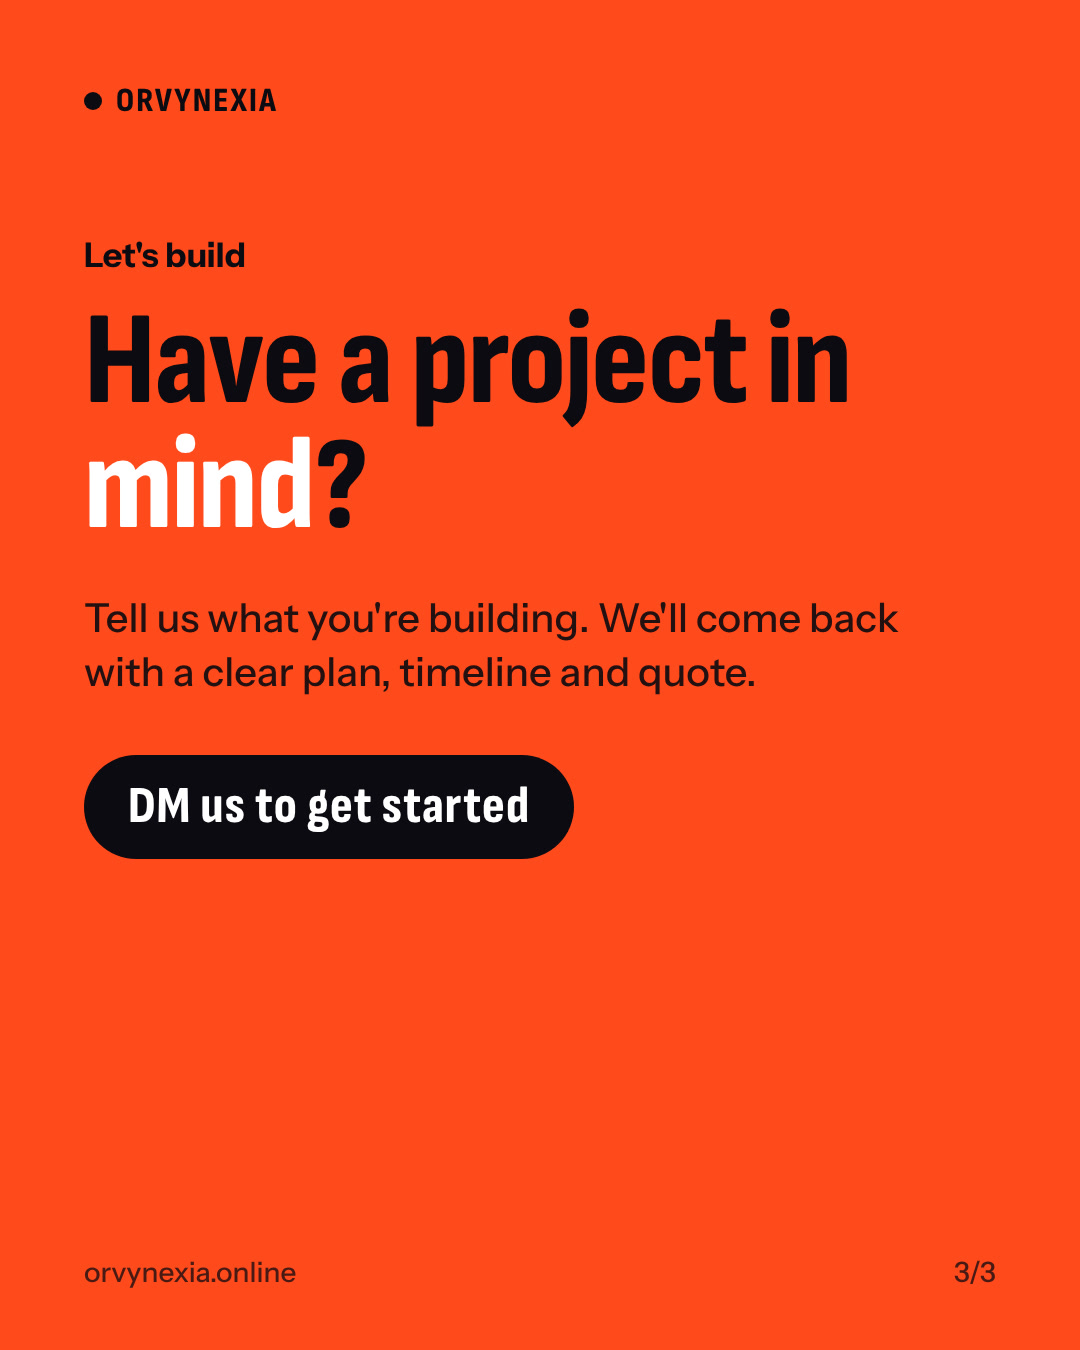 ORVYNEXIA
Let's build
Have a project in
mind?
Tell us what you're building. We'll come back
with a clear plan, timeline and quote.
DM us to get started
orvynexia.online
3/3